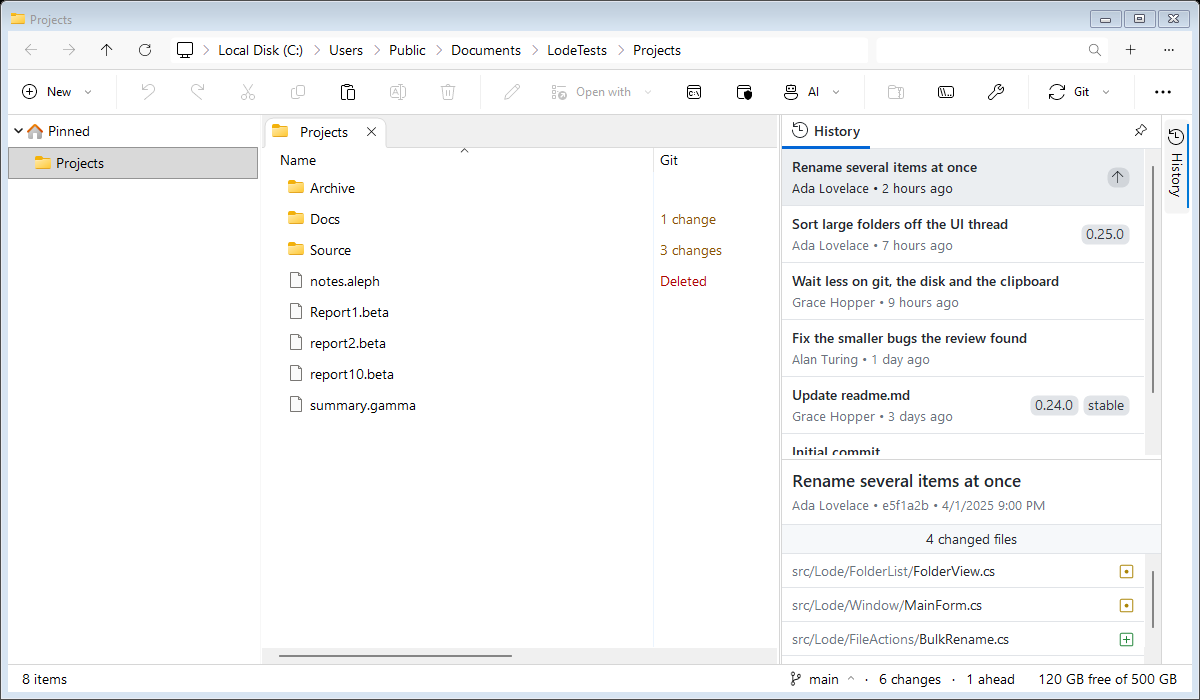 Projects
Local Disk (C:) Users Public Documents LodeTests Projects
New Open with AI Git
Pinned
Projects
Projects
Name Git
Archive
Docs 1 change
Source 3 changes
notes.aleph Deleted
Report1.beta
report2.beta
report10.beta
summary.gamma
History
Rename several items at once
Ada Lovelace • 2 hours ago
Sort large folders off the UI thread
Ada Lovelace • 7 hours ago
0.25.0
Wait less on git, the disk and the clipboard
Grace Hopper • 9 hours ago
Fix the smaller bugs the review found
Alan Turing • 1 day ago
Update readme.md
Grace Hopper • 3 days ago
0.24.0 stable
Initial commit
Rename several items at once
Ada Lovelace • e5f1a2b • 4/1/2025 9:00 PM
4 changed files
src/Lode/FolderList/FolderView.cs
src/Lode/Window/MainForm.cs
src/Lode/FileActions/BulkRename.cs
History
8 items
main · 6 changes · 1 ahead 120 GB free of 500 GB